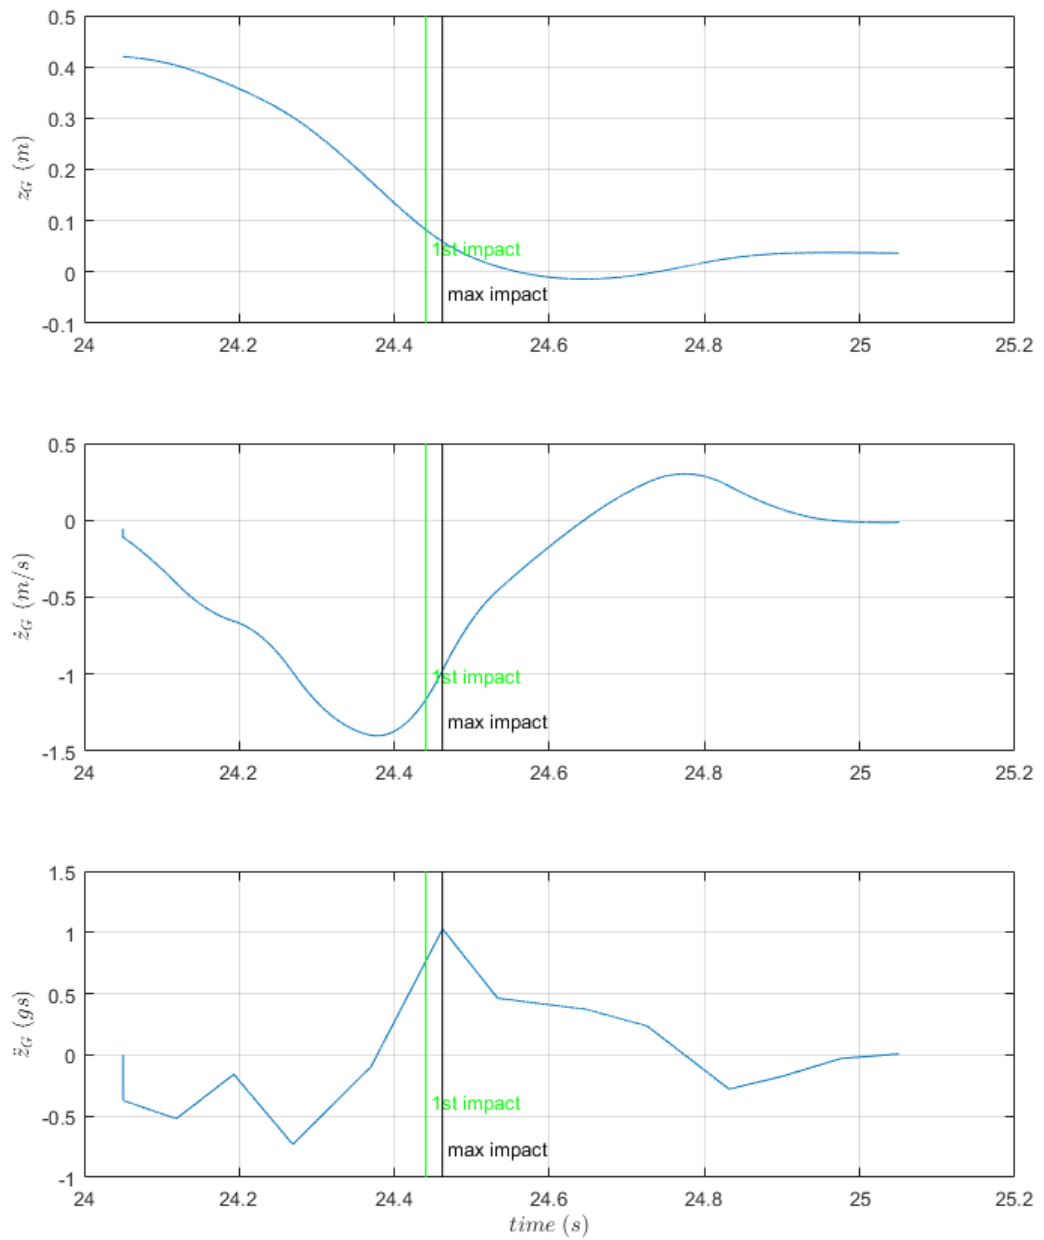 0.5
0.4
0.3
0.2
0.1
0
-0.1
z_G (m)
1st impact
max impact
24 24.2 24.4 24.6 24.8 25 25.2
0.5
0
-0.5
-1
-1.5
ż_G (m/s)
1st impact
max impact
24 24.2 24.4 24.6 24.8 25 25.2
1.5
1
0.5
0
-0.5
-1
z̈_G (gs)
1st impact
max impact
24 24.2 24.4 24.6 24.8 25 25.2
time (s)